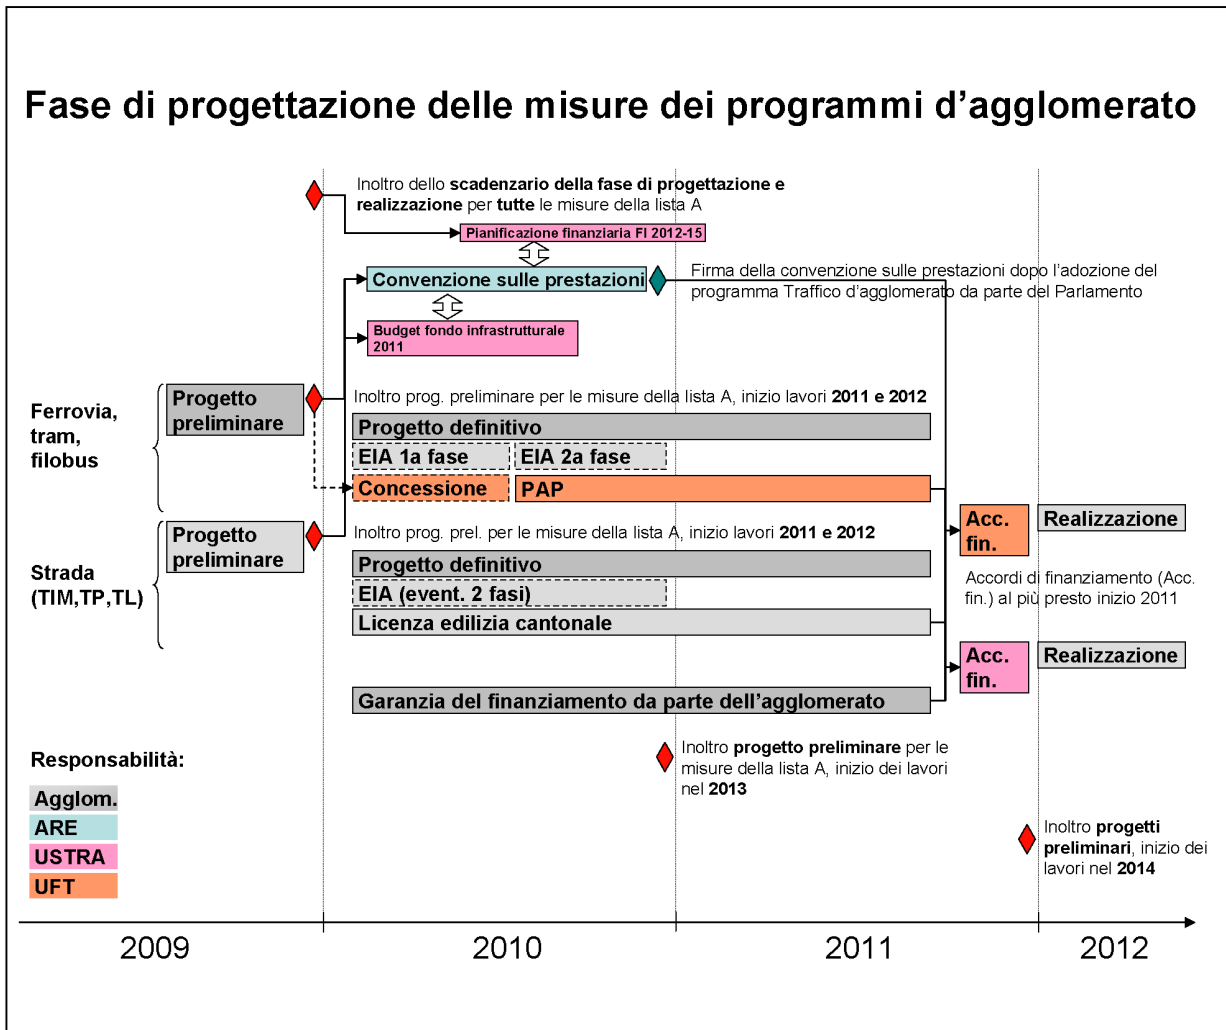 Fase di progettazione delle misure dei programmi d’agglomerato
Inoltro dello scadenzario della fase di progettazione e
realizzazione per tutte le misure della lista A
Pianificazione finanziaria FI 2012-15
Convenzione sulle prestazioni
Firma della convenzione sulle prestazioni dopo l’adozione del
programma Traffico d’agglomerato da parte del Parlamento
Budget fondo infrastrutturale
2011
Ferrovia,
tram,
filobus
Progetto
preliminare
Inoltro prog. preliminare per le misure della lista A, inizio lavori 2011 e 2012
Progetto definitivo
EIA 1a fase
EIA 2a fase
Concessione
PAP
Strada
(TIM,TP,TL)
Progetto
preliminare
Inoltro prog. prel. per le misure della lista A, inizio lavori 2011 e 2012
Progetto definitivo
EIA (event. 2 fasi)
Licenza edilizia cantonale
Garanzia del finanziamento da parte dell’agglomerato
Acc.
fin.
Realizzazione
Accordi di finanziamento (Acc.
fin.) al più presto inizio 2011
Acc.
fin.
Realizzazione
Inoltro progetto preliminare per le
misure della lista A, inizio dei lavori
nel 2013
Inoltro progetti
preliminari, inizio dei
lavori nel 2014
Responsabilità:
Agglom.
ARE
USTRA
UFT
2009
2010
2011
2012